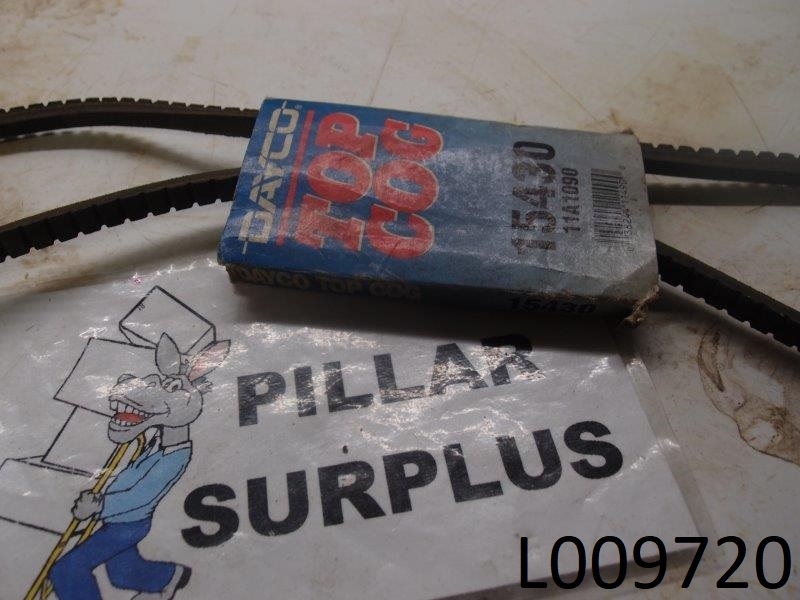 DAYCO®
TOP
COG
15430
11A1090
DAYCO TOP COG
15430
PILLAR
SURPLUS
L009720